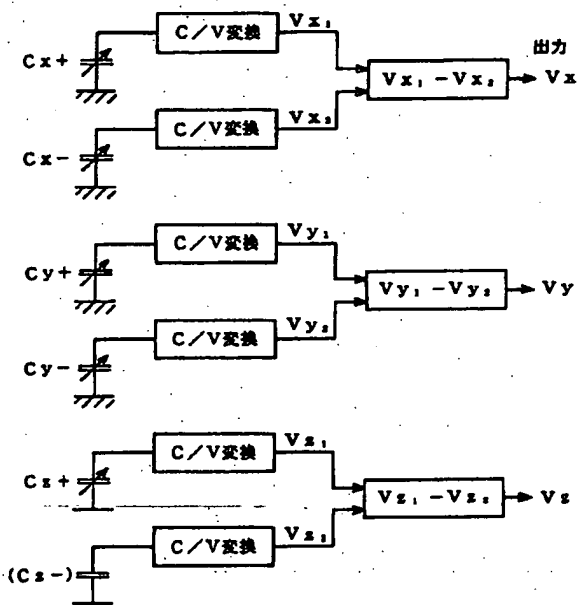 C/V変換 Vx₁
Cx+
出力
Vx₁-Vx₂ Vx
C/V変換 Vx₂
Cx-
C/V変換 Vy₁
Cy+
Vy₁-Vy₂ Vy
C/V変換 Vy₂
Cy-
C/V変換 Vz₁
Cz+
Vz₁-Vz₂ Vz
C/V変換 Vz₂
(Cz-)